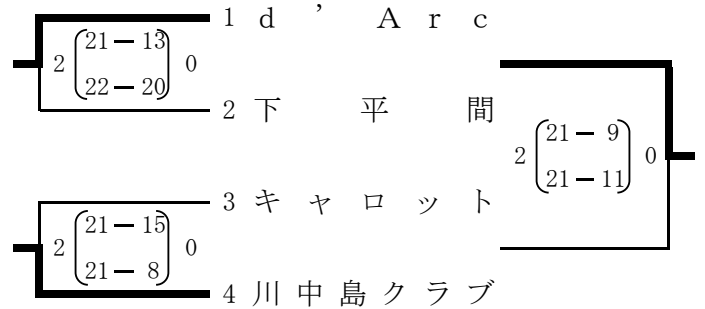 1 d ’ A r c
21 － 13
2 0
22 － 20
2 下 平 間
21 － 9
2 0
21 － 11
3 キ ャ ロ ッ ト
21 － 15
2 0
21 － 8
4 川 中 島 ク ラ ブ